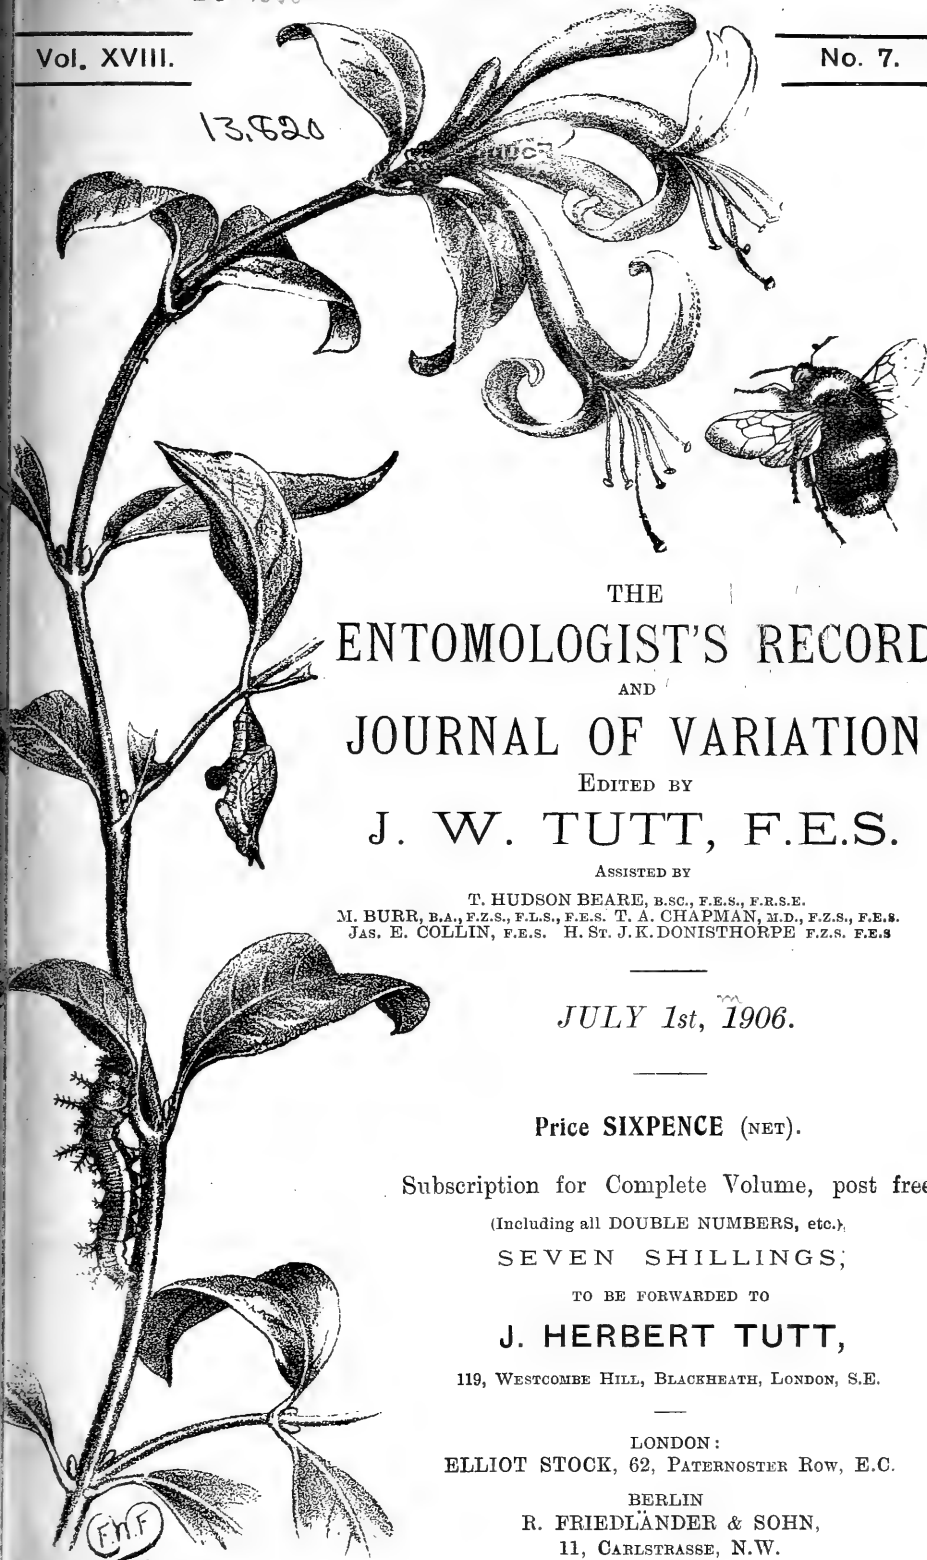 Vol. XVIII.
No. 7.
13,820
THE
ENTOMOLOGIST'S RECORD
AND
JOURNAL OF VARIATION
EDITED BY
J. W. TUTT, F.E.S.
ASSISTED BY
T. HUDSON BEARE, B.SC., F.E.S., F.R.S.E.
M. BURR, B.A., F.Z.S., F.L.S., F.E.S. T. A. CHAPMAN, M.D., F.Z.S., F.E.S.
JAS. E. COLLIN, F.E.S. H. ST. J. K. DONISTHORPE F.Z.S. F.E.S
JULY 1st, 1906.
Price SIXPENCE (NET).
Subscription for Complete Volume, post free
(Including all DOUBLE NUMBERS, etc.),
SEVEN SHILLINGS,
TO BE FORWARDED TO
J. HERBERT TUTT,
119, WESTCOMBE HILL, BLACKHEATH, LONDON, S.E.
LONDON:
ELLIOT STOCK, 62, PATERNOSTER ROW, E.C.
BERLIN
R. FRIEDLÄNDER & SOHN,
11, CARLSTRASSE, N.W.
F.N.F